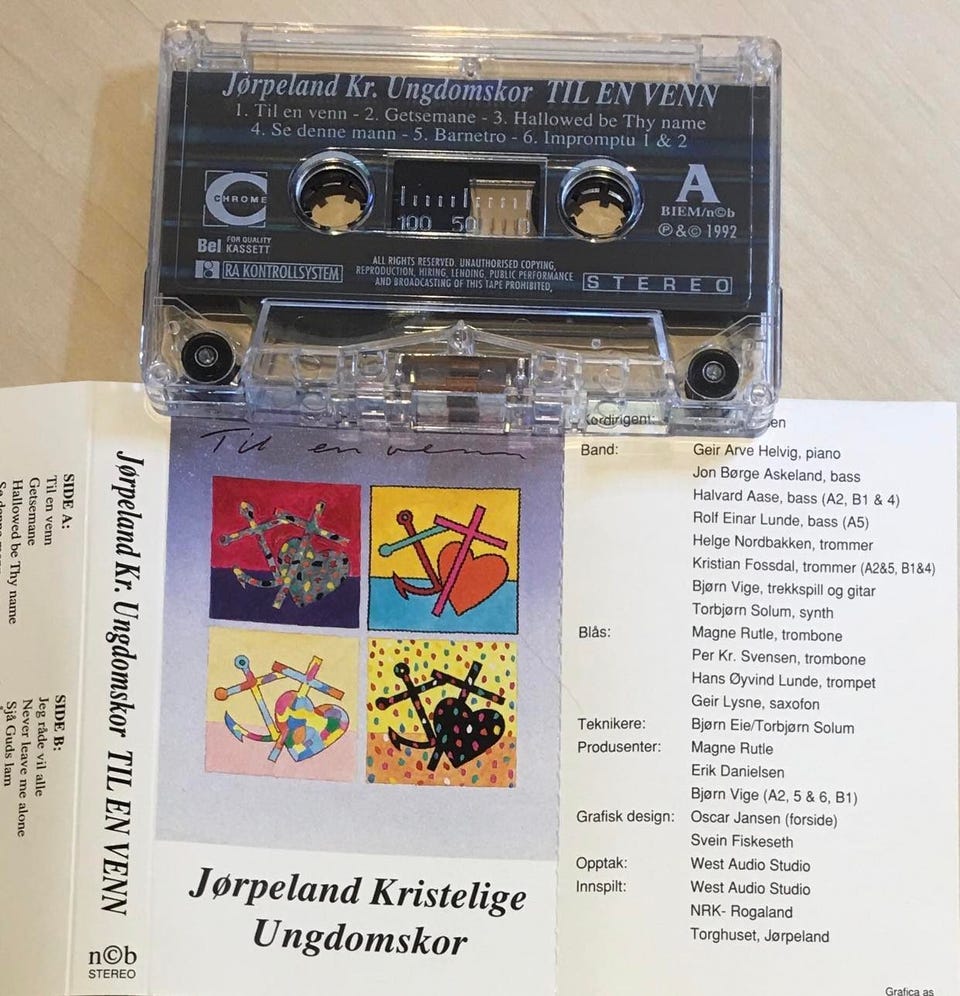 Jørpeland Kr. Ungdomskor TIL EN VENN
1. Til en venn - 2. Getsemane - 3. Hallowed be Thy name
4. Se denne mann - 5. Barnetro - 6. Impromptu 1 & 2
CHROME
100 50 0
A
BIEM/n©b
℗ & © 1992
Bel FOR QUALITY KASSETT
RA KONTROLLSYSTEM
ALL RIGHTS RESERVED. UNAUTHORISED COPYING,
REPRODUCTION, HIRING, LENDING, PUBLIC PERFORMANCE
AND BROADCASTING OF THIS TAPE PROHIBITED,
STEREO
SIDE A:
Til en venn
Getsemane
Hallowed be Thy name
Se denne mann
SIDE B:
Jeg råde vil alle
Never leave me alone
Sjå Guds lam
Jørpeland Kr. Ungdomskor TIL EN VENN
n©b
STEREO
Til en venn
Jørpeland Kristelige
Ungdomskor
Kordirigent:
Band: Geir Arve Helvig, piano
Jon Børge Askeland, bass
Halvard Aase, bass (A2, B1 & 4)
Rolf Einar Lunde, bass (A5)
Helge Nordbakken, trommer
Kristian Fossdal, trommer (A2&5, B1&4)
Bjørn Vige, trekkspill og gitar
Torbjørn Solum, synth
Blås: Magne Rutle, trombone
Per Kr. Svensen, trombone
Hans Øyvind Lunde, trompet
Geir Lysne, saxofon
Teknikere: Bjørn Eie/Torbjørn Solum
Produsenter: Magne Rutle
Erik Danielsen
Bjørn Vige (A2, 5 & 6, B1)
Grafisk design: Oscar Jansen (forside)
Svein Fiskeseth
Opptak: West Audio Studio
Innspilt: West Audio Studio
NRK- Rogaland
Torghuset, Jørpeland
Grafica as